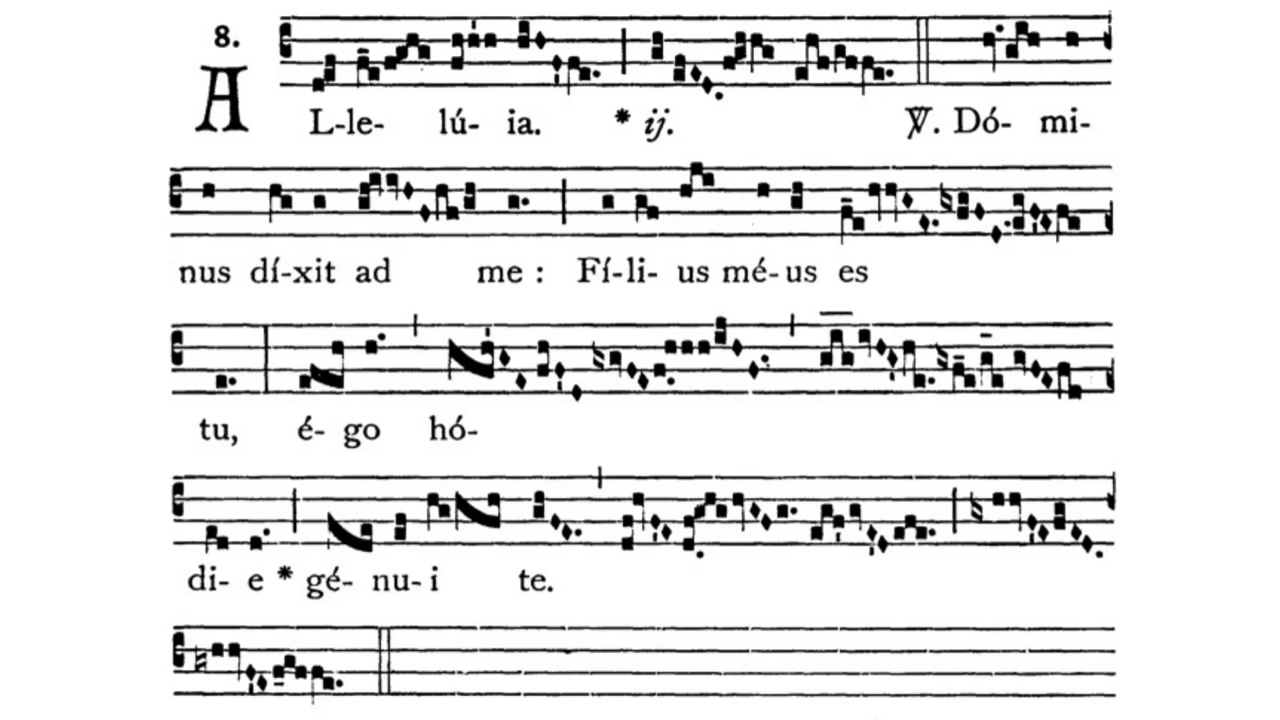 8.
AL-le- lú- ia. * ij. ℣. Dó- mi-
nus dí-xit ad me : Fí-li- us mé-us es
tu, é- go hó-
di- e * gé- nu- i te.